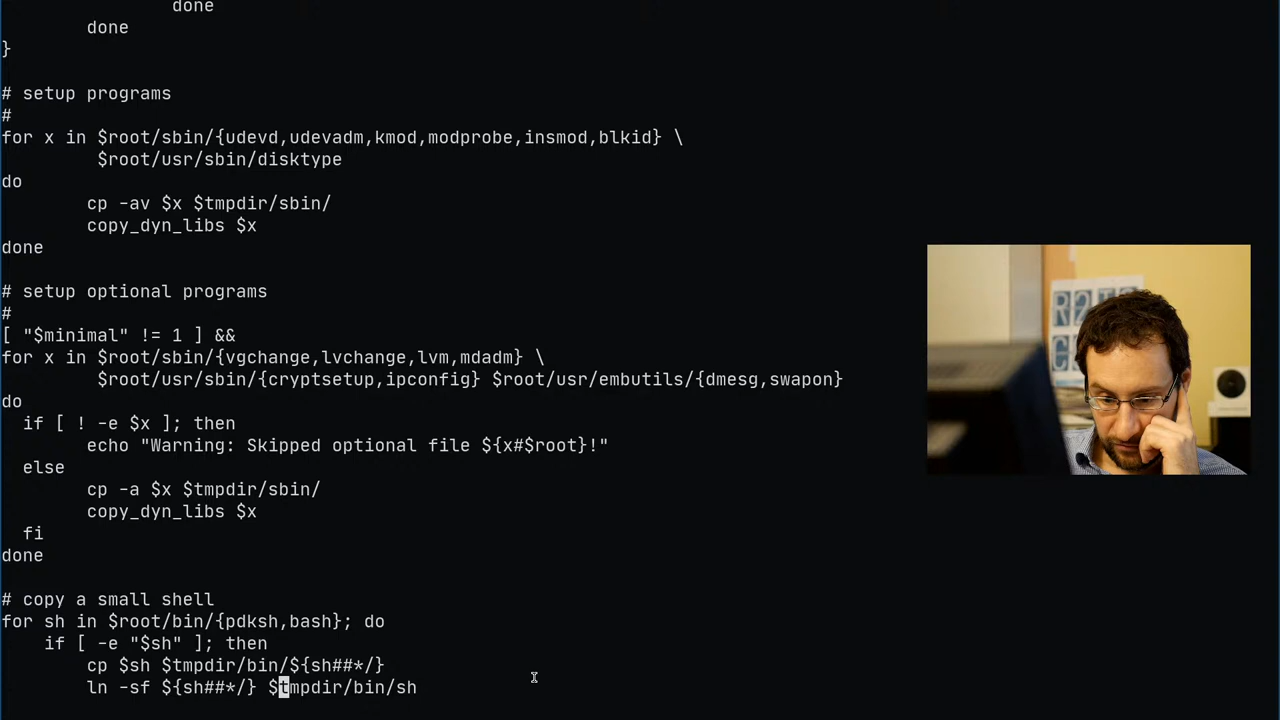 done
done
}
# setup programs
#
for x in $root/sbin/{udevd,udevadm,kmod,modprobe,insmod,blkid} \
$root/usr/sbin/disktype
do
cp -av $x $tmpdir/sbin/
copy_dyn_libs $x
done
# setup optional programs
#
[ "$minimal" != 1 ] &&
for x in $root/sbin/{vgchange,lvchange,lvm,mdadm} \
$root/usr/sbin/{cryptsetup,ipconfig} $root/usr/embutils/{dmesg,swapon}
do
if [ ! -e $x ]; then
echo "Warning: Skipped optional file ${x#$root}!"
else
cp -a $x $tmpdir/sbin/
copy_dyn_libs $x
fi
done
# copy a small shell
for sh in $root/bin/{pdksh,bash}; do
if [ -e "$sh" ]; then
cp $sh $tmpdir/bin/${sh##*/}
ln -sf ${sh##*/} $tmpdir/bin/sh